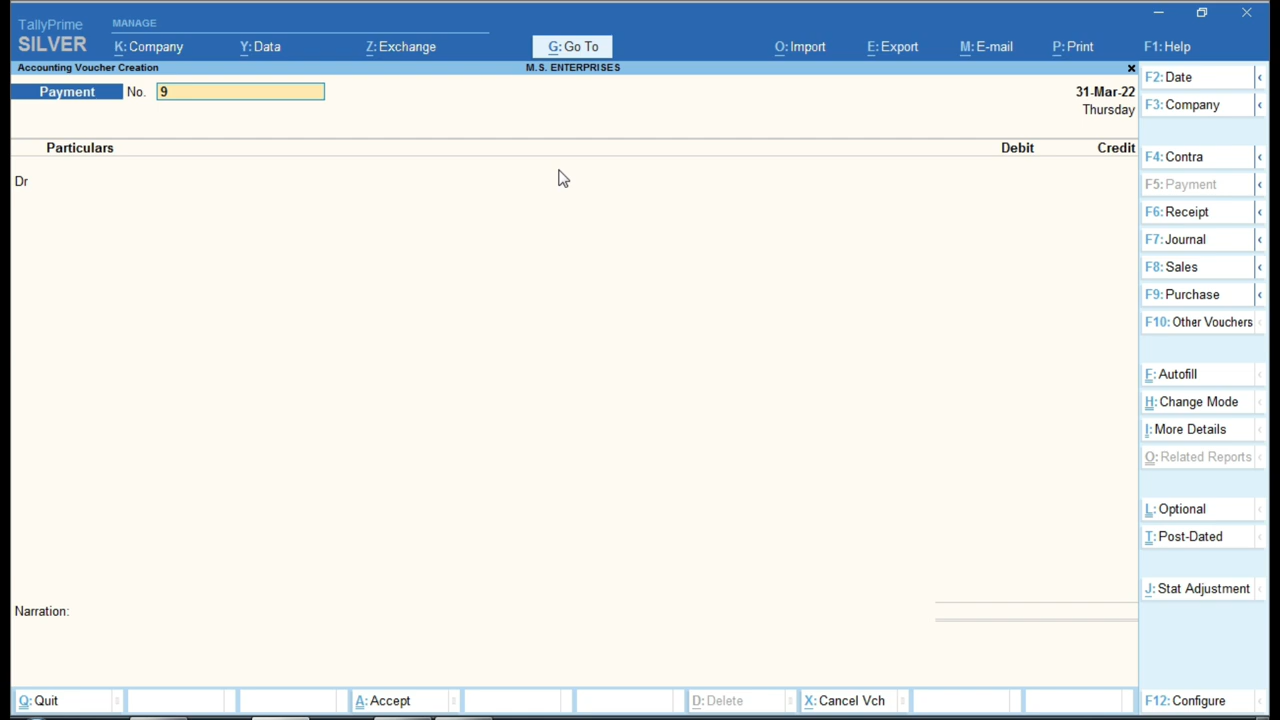 TallyPrime
SILVER
MANAGE
K: Company
Y: Data
Z: Exchange
G: Go To
O: Import
E: Export
M: E-mail
P: Print
F1: Help
Accounting Voucher Creation
M.S. ENTERPRISES
Payment No. 9
31-Mar-22
Thursday
Particulars
Debit
Credit
Dr
Narration:
F2: Date
F3: Company
F4: Contra
F5: Payment
F6: Receipt
F7: Journal
F8: Sales
F9: Purchase
F10: Other Vouchers
F: Autofill
H: Change Mode
I: More Details
O: Related Reports
L: Optional
T: Post-Dated
J: Stat Adjustment
Q: Quit
A: Accept
D: Delete
X: Cancel Vch
F12: Configure